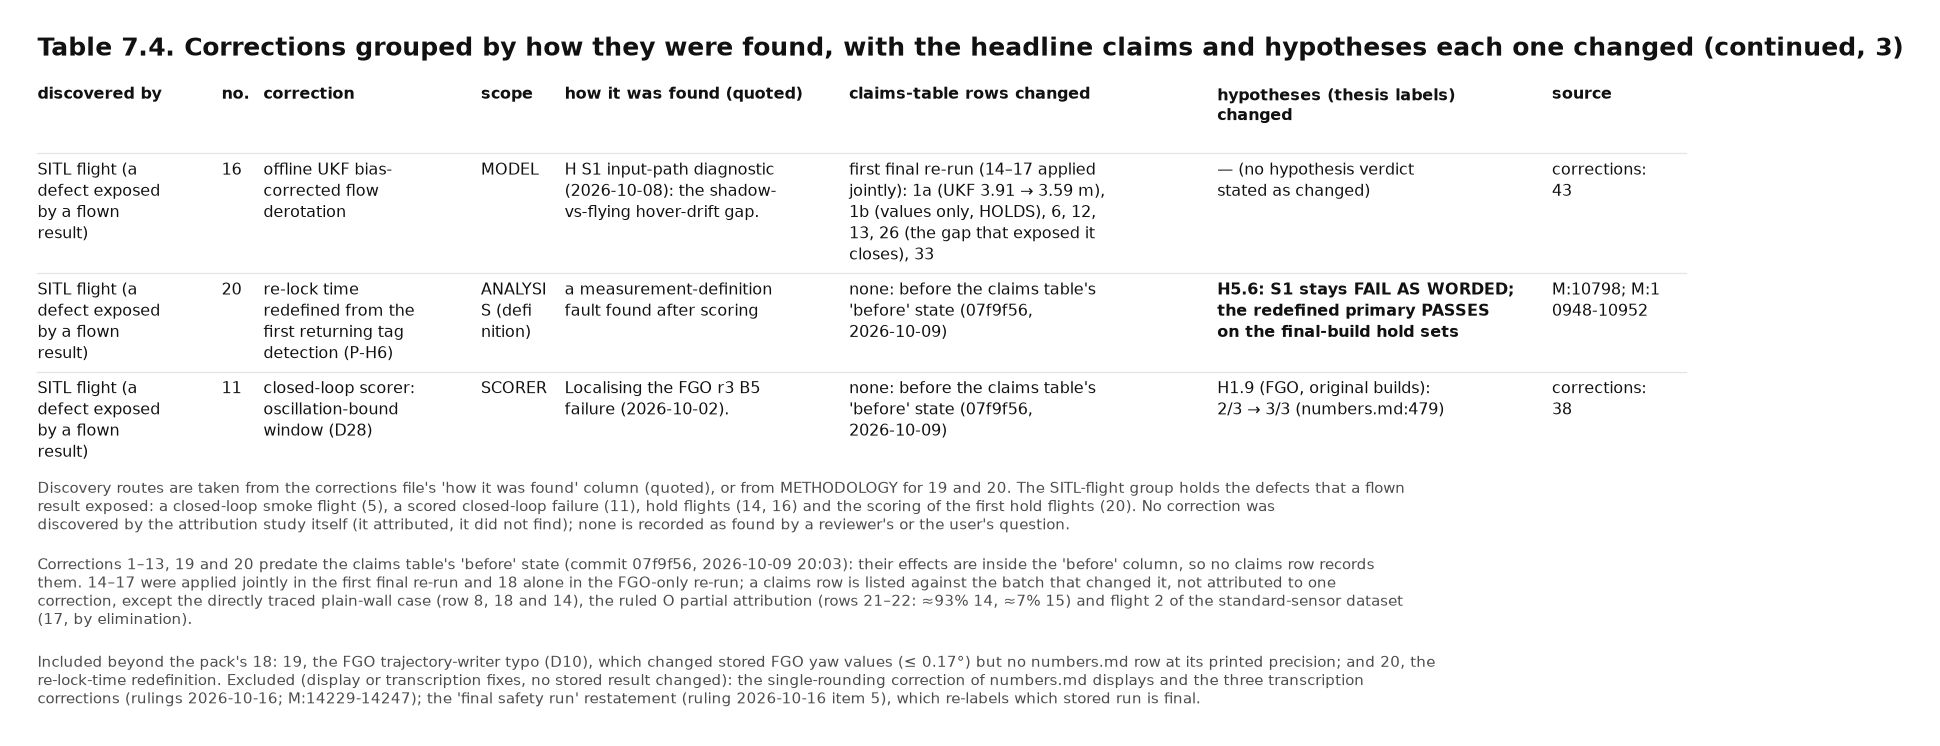 Table 7.4. Corrections grouped by how they were found, with the headline claims and hypotheses each one changed (continued, 3)
discovered by
no.
correction
scope
how it was found (quoted)
claims-table rows changed
hypotheses (thesis labels)
changed
source
SITL flight (a
defect exposed
by a flown
result)
16
offline UKF bias-
corrected flow
derotation
MODEL
H S1 input-path diagnostic
(2026-10-08): the shadow-
vs-flying hover-drift gap.
first final re-run (14–17 applied
jointly): 1a (UKF 3.91 → 3.59 m),
1b (values only, HOLDS), 6, 12,
13, 26 (the gap that exposed it
closes), 33
— (no hypothesis verdict
stated as changed)
corrections:
43
SITL flight (a
defect exposed
by a flown
result)
20
re-lock time
redefined from the
first returning tag
detection (P-H6)
ANALYSI
S (defi
nition)
a measurement-definition
fault found after scoring
none: before the claims table's
'before' state (07f9f56,
2026-10-09)
H5.6: S1 stays FAIL AS WORDED;
the redefined primary PASSES
on the final-build hold sets
M:10798; M:1
0948-10952
SITL flight (a
defect exposed
by a flown
result)
11
closed-loop scorer:
oscillation-bound
window (D28)
SCORER
Localising the FGO r3 B5
failure (2026-10-02).
none: before the claims table's
'before' state (07f9f56,
2026-10-09)
H1.9 (FGO, original builds):
2/3 → 3/3 (numbers.md:479)
corrections:
38
Discovery routes are taken from the corrections file's 'how it was found' column (quoted), or from METHODOLOGY for 19 and 20. The SITL-flight group holds the defects that a flown
result exposed: a closed-loop smoke flight (5), a scored closed-loop failure (11), hold flights (14, 16) and the scoring of the first hold flights (20). No correction was
discovered by the attribution study itself (it attributed, it did not find); none is recorded as found by a reviewer's or the user's question.
Corrections 1–13, 19 and 20 predate the claims table's 'before' state (commit 07f9f56, 2026-10-09 20:03): their effects are inside the 'before' column, so no claims row records
them. 14–17 were applied jointly in the first final re-run and 18 alone in the FGO-only re-run; a claims row is listed against the batch that changed it, not attributed to one
correction, except the directly traced plain-wall case (row 8, 18 and 14), the ruled O partial attribution (rows 21–22: ≈93% 14, ≈7% 15) and flight 2 of the standard-sensor dataset
(17, by elimination).
Included beyond the pack's 18: 19, the FGO trajectory-writer typo (D10), which changed stored FGO yaw values (≤ 0.17°) but no numbers.md row at its printed precision; and 20, the
re-lock-time redefinition. Excluded (display or transcription fixes, no stored result changed): the single-rounding correction of numbers.md displays and the three transcription
corrections (rulings 2026-10-16; M:14229-14247); the 'final safety run' restatement (ruling 2026-10-16 item 5), which re-labels which stored run is final.